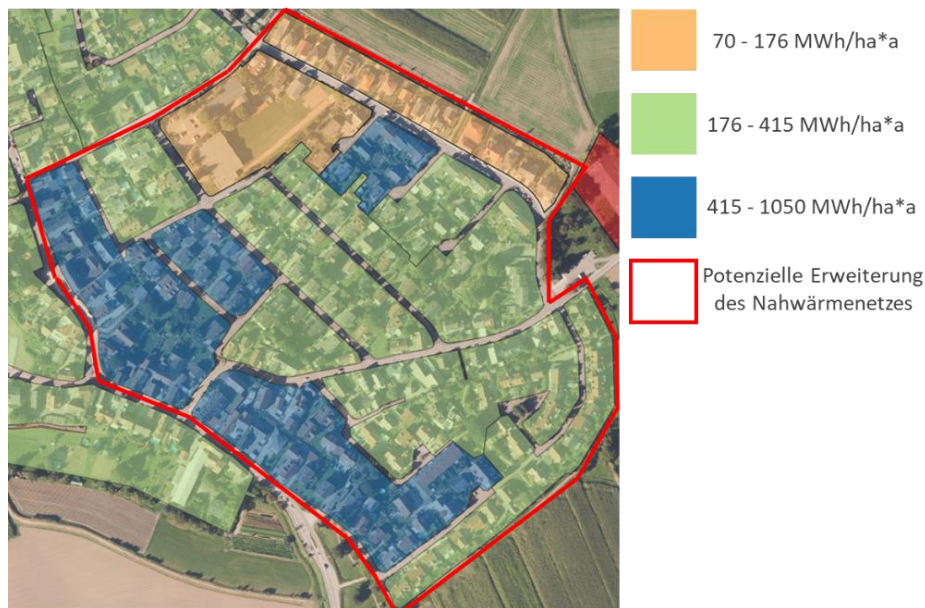 70 - 176 MWh/ha*a
176 - 415 MWh/ha*a
415 - 1050 MWh/ha*a
Potenzielle Erweiterung
des Nahwärmenetzes